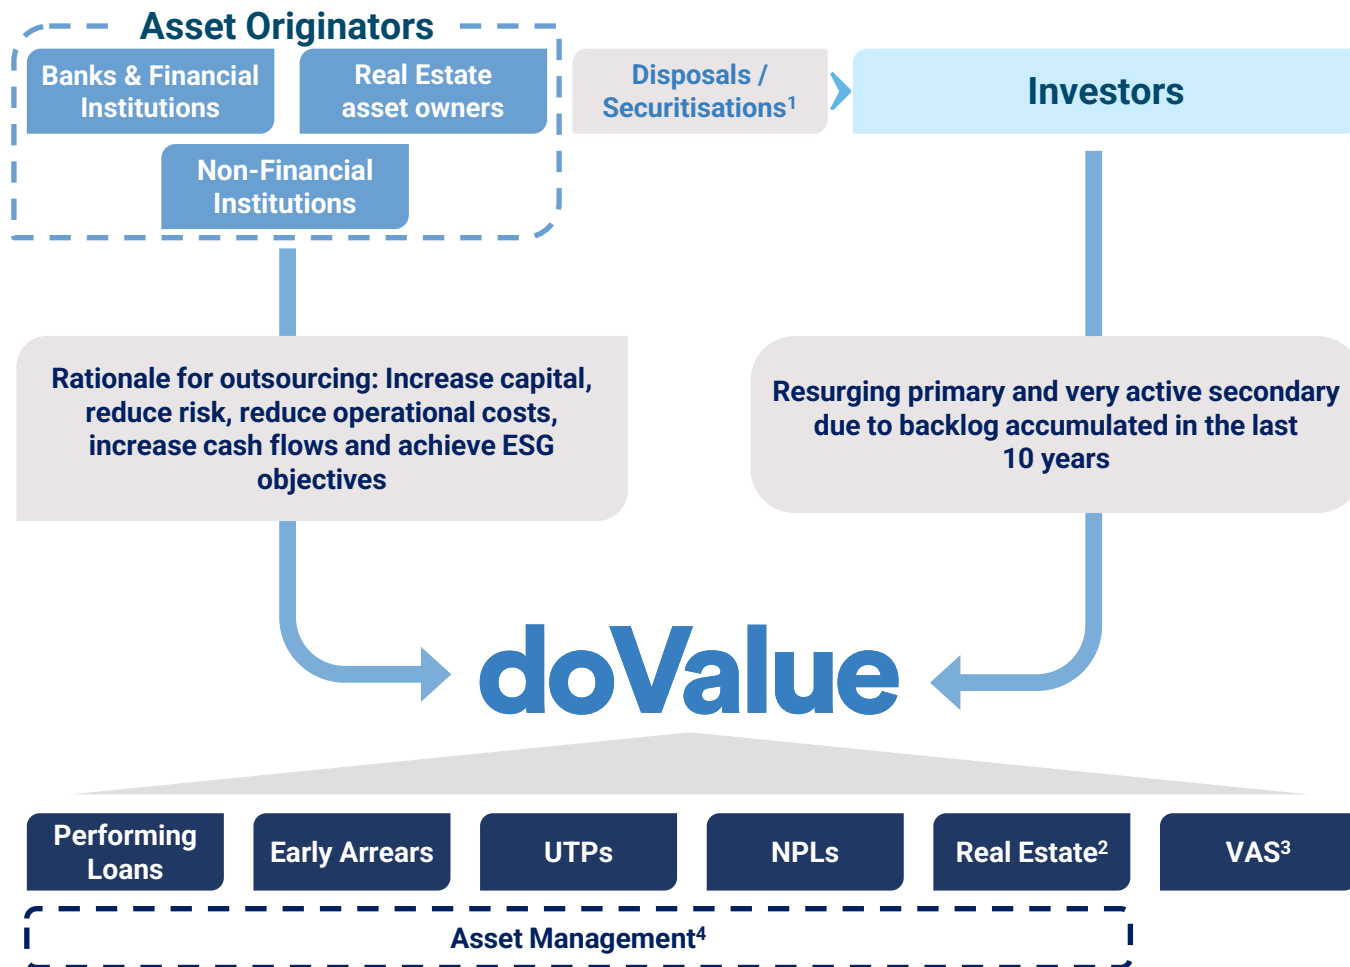 Asset Originators
Banks & Financial
Institutions
Real Estate
asset owners
Non-Financial
Institutions
Disposals /
Securitisations¹
Investors
Rationale for outsourcing: Increase capital,
reduce risk, reduce operational costs,
increase cash flows and achieve ESG
objectives
Resurging primary and very active secondary
due to backlog accumulated in the last
10 years
doValue
Performing
Loans
Early Arrears
UTPs
NPLs
Real Estate²
VAS³
Asset Management⁴